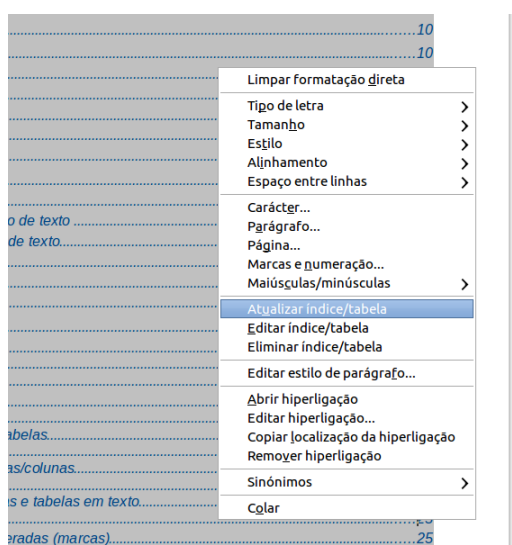 10
10
Limpar formatação direta
Tipo de letra
Tamanho
Estilo
Alinhamento
Espaço entre linhas
Carácter...
o de texto
Parágrafo...
de texto
Página...
Marcas e numeração...
Maiúsculas/minúsculas
Atualizar índice/tabela
Editar índice/tabela
Eliminar índice/tabela
Editar estilo de parágrafo...
Abrir hiperligação
Editar hiperligação...
abelas
Copiar localização da hiperligação
Remover hiperligação
as/colunas
Sinónimos
s e tabelas em texto
Colar
eradas (marcas) 25